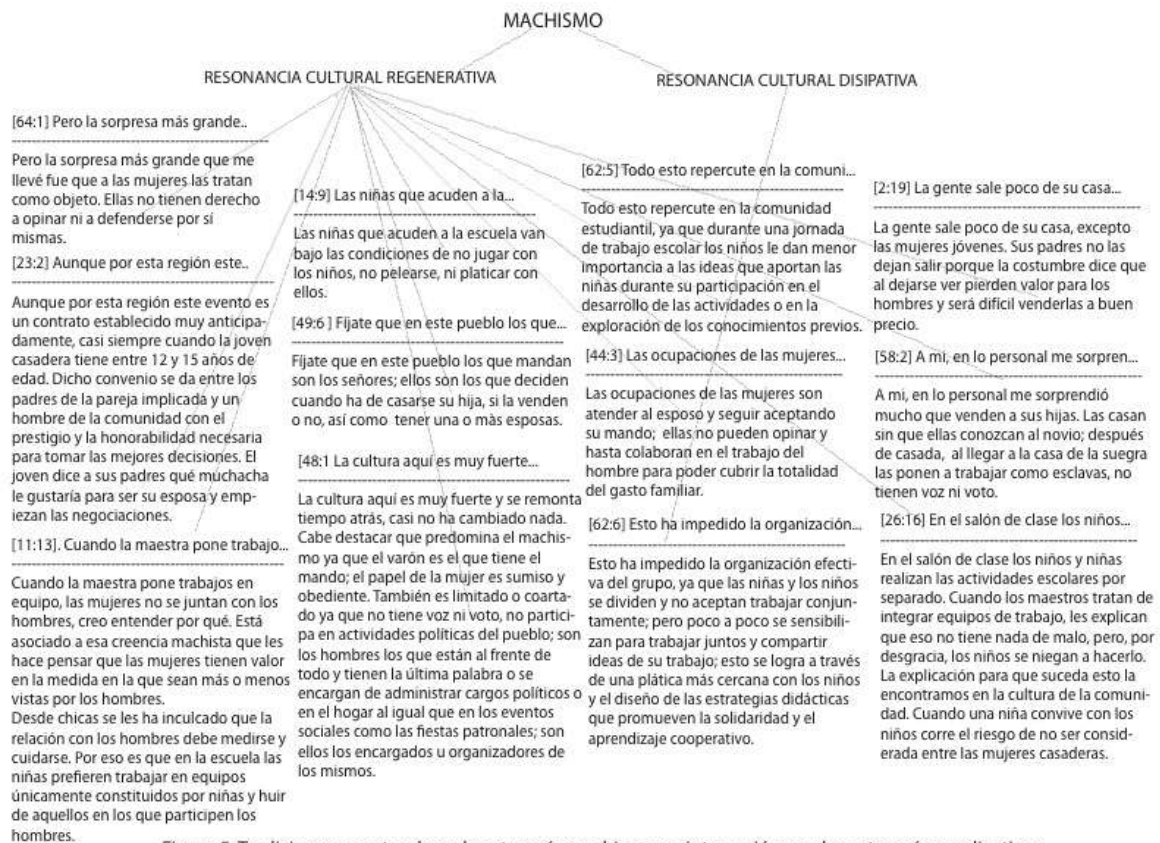 MACHISMO
RESONANCIA CULTURAL REGENERATIVA
RESONANCIA CULTURAL DISIPATIVA
[64:1] Pero la sorpresa más grande..
Pero la sorpresa más grande que me
llevé fue que a las mujeres las tratan
como objeto. Ellas no tienen derecho
a opinar ni a defenderse por sí
mismas.
[23:2] Aunque por esta región este..
Aunque por esta región este evento es
un contrato establecido muy anticipa-
damente, casi siempre cuando la joven
casadera tiene entre 12 y 15 años de
edad. Dicho convenio se da entre los
padres de la pareja implicada y un
hombre de la comunidad con el
prestigio y la honorabilidad necesaria
para tomar las mejores decisiones. El
joven dice a sus padres qué muchacha
le gustaría para ser su esposa y emp-
iezan las negociaciones.
[11:13]. Cuando la maestra pone trabajo...
Cuando la maestra pone trabajos en
equipo, las mujeres no se juntan con los
hombres, creo entender por qué. Está
asociado a esa creencia machista que les
hace pensar que las mujeres tienen valor
en la medida en la que sean más o menos
vistas por los hombres.
Desde chicas se les ha inculcado que la
relación con los hombres debe medirse y
cuidarse. Por eso es que en la escuela las
niñas prefieren trabajar en equipos
únicamente constituidos por niñas y huir
de aquellos en los que participen los
hombres.
[14:9] Las niñas que acuden a la...
Las niñas que acuden a la escuela van
bajo las condiciones de no jugar con
los niños, no pelearse, ni platicar con
ellos.
[49:6 ] Fíjate que en este pueblo los que...
Fíjate que en este pueblo los que mandan
son los señores; ellos son los que deciden
cuando ha de casarse su hija, si la venden
o no, así como tener una o màs esposas.
[48:1 La cultura aquí es muy fuerte...
La cultura aquí es muy fuerte y se remonta
tiempo atrás, casi no ha cambiado nada.
Cabe destacar que predomina el machis-
mo ya que el varón es el que tiene el
mando; el papel de la mujer es sumiso y
obediente. También es limitado o coarta-
do ya que no tiene voz ni voto, no partici-
pa en actividades políticas del pueblo; son
los hombres los que están al frente de
todo y tienen la última palabra o se
encargan de administrar cargos políticos o
en el hogar al igual que en los eventos
sociales como las fiestas patronales; son
ellos los encargados u organizadores de
los mismos.
[62:5] Todo esto repercute en la comuni...
Todo esto repercute en la comunidad
estudiantil, ya que durante una jornada
de trabajo escolar los niños le dan menor
importancia a las ideas que aportan las
niñas durante su participación en el
desarrollo de las actividades o en la
exploración de los conocimientos previos.
[44:3] Las ocupaciones de las mujeres...
Las ocupaciones de las mujeres son
atender al esposo y seguir aceptando
su mando; ellas no pueden opinar y
hasta colaboran en el trabajo del
hombre para poder cubrir la totalidad
del gasto familiar.
[62:6] Esto ha impedido la organización...
Esto ha impedido la organización efecti-
va del grupo, ya que las niñas y los niños
se dividen y no aceptan trabajar conjun-
tamente; pero poco a poco se sensibili-
zan para trabajar juntos y compartir
ideas de su trabajo; esto se logra a través
de una plática más cercana con los niños
y el diseño de las estrategias didácticas
que promueven la solidaridad y el
aprendizaje cooperativo.
[2:19] La gente sale poco de su casa...
La gente sale poco de su casa, excepto
las mujeres jóvenes. Sus padres no las
dejan salir porque la costumbre dice que
al dejarse ver pierden valor para los
hombres y será difícil venderlas a buen
precio.
[58:2] A mi, en lo personal me sorpren...
A mi, en lo personal me sorprendió
mucho que venden a sus hijas. Las casan
sin que ellas conozcan al novio; después
de casada, al llegar a la casa de la suegra
las ponen a trabajar como esclavas, no
tienen voz ni voto.
[26:16] En el salón de clase los niños...
En el salón de clase los niños y niñas
realizan las actividades escolares por
separado. Cuando los maestros tratan de
integrar equipos de trabajo, les explican
que eso no tiene nada de malo, pero, por
desgracia, los niños se niegan a hacerlo.
La explicación para que suceda esto la
encontramos en la cultura de la comuni-
dad. Cuando una niña convive con los
niños corre el riesgo de no ser consid-
erada entre las mujeres casaderas.